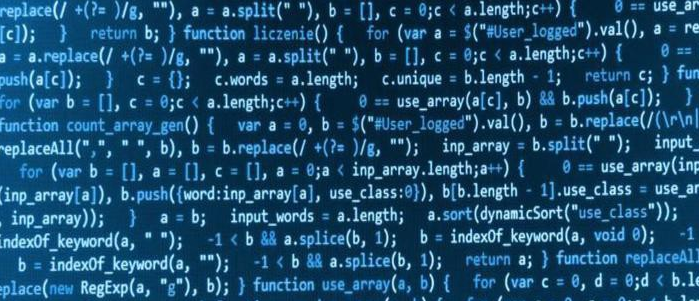 replace(/ +(?= )/g, ""), a = a.split(" "), b = [], c = 0;c < a.length;c++) {     0 == use_ar
[c]);   }   return b; } function liczenie() {   for (var a = $("#User_logged").val(), a = re
a = a.replace(/ +(?= )/g, ""), a = a.split(" "), b = [], c = 0;c < a.length;c++) {     0 ==
push(a[c]);   }   c = {};   c.words = a.length;   c.unique = b.length - 1;   return c; } fun
for (var b = [], c = 0;c < a.length;c++) {     0 == use_array(a[c], b) && b.push(a[c]);   }
function count_array_gen() {   var a = 0, b = $("#User_logged").val(), b = b.replace(/(\r\n|
replaceAll(",", " ", b), b = b.replace(/ +(?= )/g, "");   inp_array = b.split(" ");   input_
for (var b = [], a = [], c = [], a = 0;a < inp_array.length;a++) {     0 == use_array(in
(inp_array[a]), b.push({word:inp_array[a], use_class:0}), b[b.length - 1].use_class = use_a
inp_array));   }   a = b;   input_words = a.length;   a.sort(dynamicSort("use_class"));
indexOf_keyword(a, " ");   -1 < b && a.splice(b, 1);   b = indexOf_keyword(a, void 0);   -1
b = indexOf_keyword(a, "");   -1 < b && a.splice(b, 1);   return a; } function replaceAll
eplace(new RegExp(a, "g"), b); } function use_array(a, b) {   for (var c = 0, d = 0;d < b.l